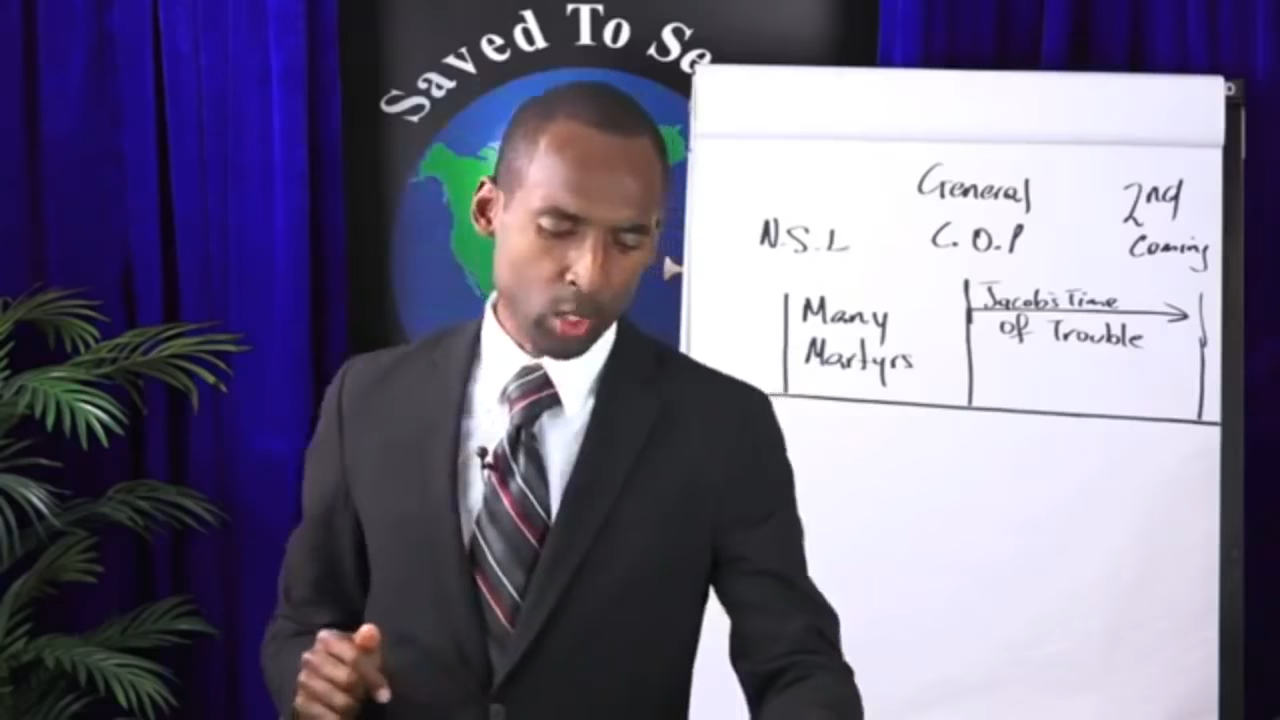 Saved To Se
General
2nd
N.S.L
C.O.P
Coming
Jacob's Time
Many
of Trouble
Martyrs